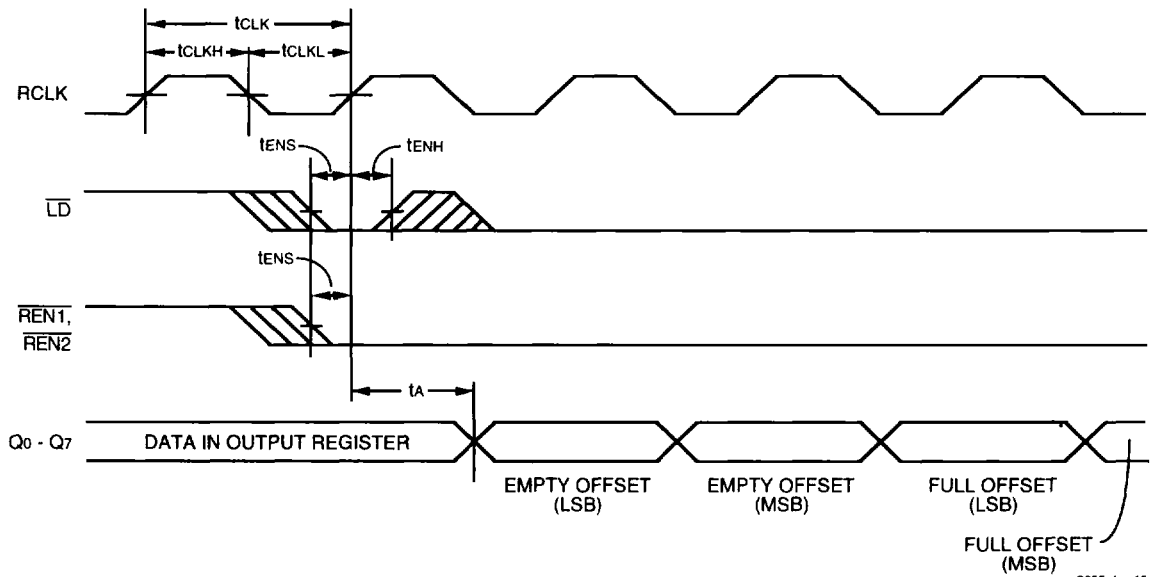 tCLK
tCLKH
tCLKL
RCLK
tENS
tENH
LD
tENS
REN1,
REN2
tA
Q0 - Q7
DATA IN OUTPUT REGISTER
EMPTY OFFSET
(LSB)
EMPTY OFFSET
(MSB)
FULL OFFSET
(LSB)
FULL OFFSET
(MSB)